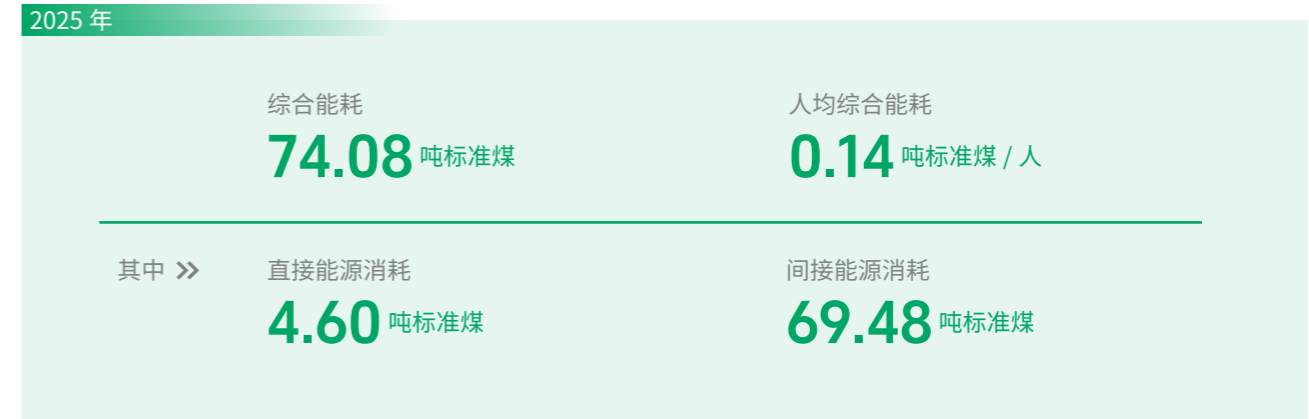 2025 年
综合能耗
人均综合能耗
74.08 吨标准煤
0.14 吨标准煤 / 人
其中 >>
直接能源消耗
间接能源消耗
4.60 吨标准煤
69.48 吨标准煤